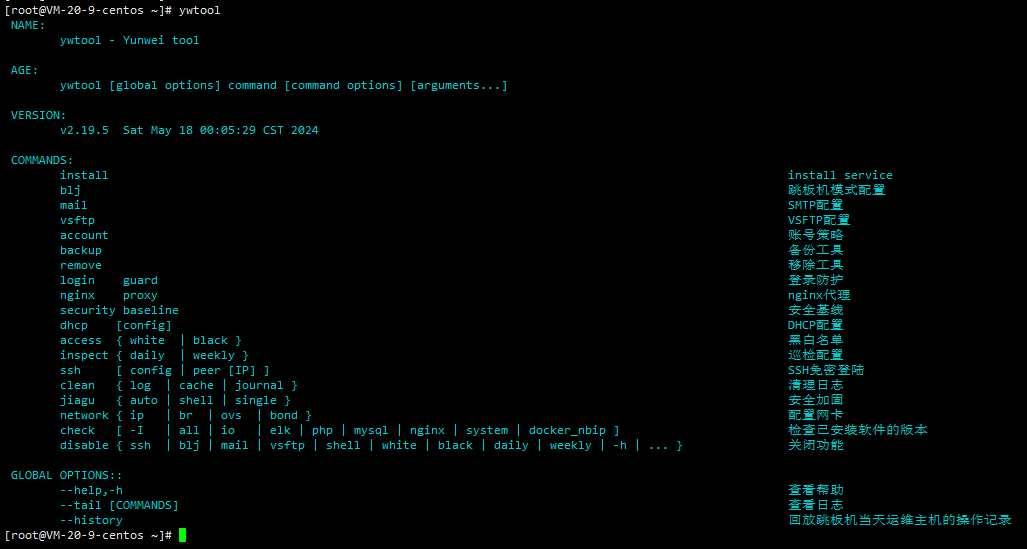 [root@VM-20-9-centos ~]# ywtool
NAME:
ywtool - Yunwei tool
AGE:
ywtool [global options] command [command options] [arguments...]
VERSION:
v2.19.5  Sat May 18 00:05:29 CST 2024
COMMANDS:
install install service
blj 跳板机模式配置
mail SMTP配置
vsftp VSFTP配置
account 账号策略
backup 备份工具
remove 移除工具
login guard 登录防护
nginx proxy nginx代理
security baseline 安全基线
dhcp [config] DHCP配置
access { white | black } 黑白名单
inspect { daily | weekly } 巡检配置
ssh [ config | peer [IP] ] SSH免密登陆
clean { log | cache | journal } 清理日志
jiagu { auto | shell | single } 安全加固
network { ip | br | ovs | bond } 配置网卡
check [ -I | all | io | elk | php | mysql | nginx | system | docker_nbip ] 检查己安装软件的版本
disable { ssh | blj | mail | vsftp | shell | white | black | daily | weekly | -h | ... } 关闭功能
GLOBAL OPTIONS::
--help,-h 查看帮助
--tail [COMMANDS] 查看日志
--history 回放跳板机当天运维主机的操作记录
[root@VM-20-9-centos ~]#